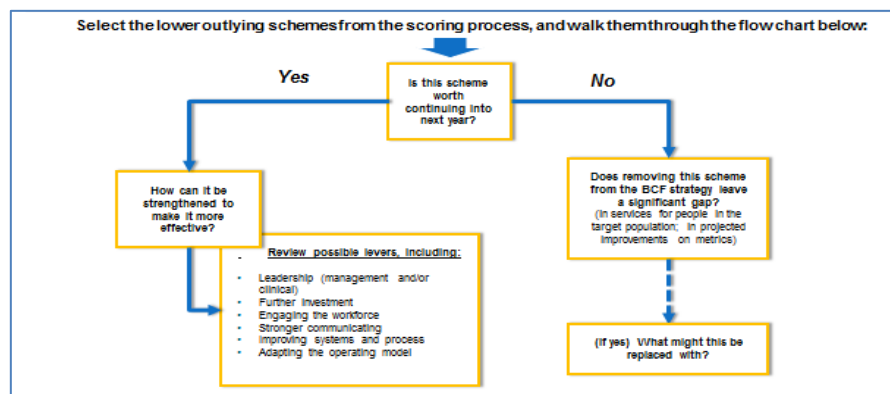 Select the lower outlying schemes from the scoring process, and walk them through the flow chart below:
Yes
No
Is this scheme
worth
continuing into
next year?
How can it be
strengthened to
make it more
effective?
Does removing this scheme
from the BCF strategy leave
a significant gap?
(in services for people in the
target population; in projected
improvements on metrics)
- Review possible levers, including:
• Leadership (management and/or
clinical)
• Further investment
• Engaging the workforce
• Stronger communicating
• Improving systems and process
• Adapting the operating model
(if yes) What might this be
replaced with?